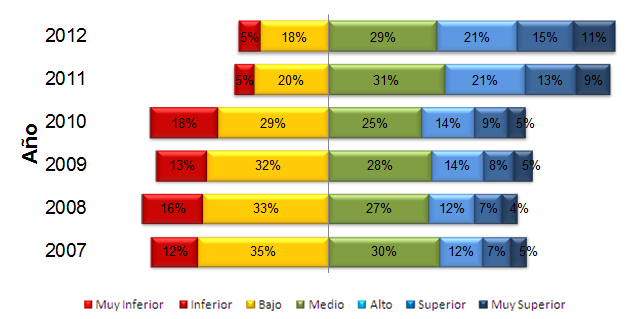 Año
2012 5% 18% 29% 21% 15% 11%
2011 5% 20% 31% 21% 13% 9%
2010 18% 29% 25% 14% 9% 5%
2009 13% 32% 28% 14% 8% 5%
2008 16% 33% 27% 12% 7% 4%
2007 12% 35% 30% 12% 7% 5%
Muy Inferior Inferior Bajo Medio Alto Superior Muy Superior